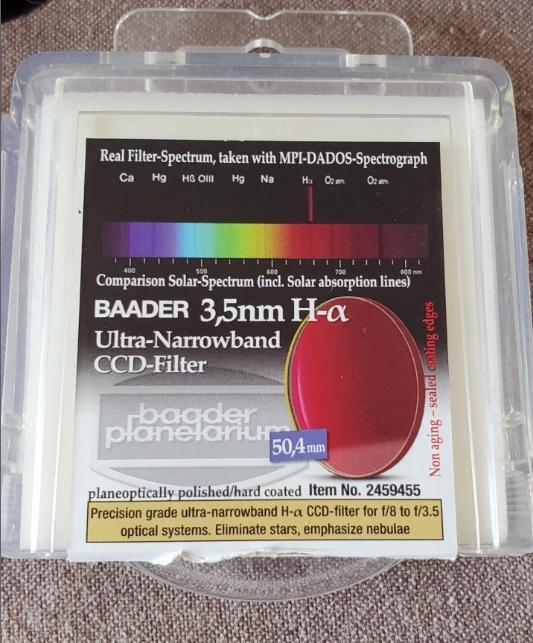 Real Filter-Spectrum, taken with MPI-DADOS-Spectrograph
Ca Hg Hß OIII Hg Na Hα O₂ atm. O₂ atm.
400 500 600 700 800 nm
Comparison Solar-Spectrum (incl. Solar absorption lines)
BAADER 3,5nm H-α
Ultra-Narrowband
CCD-Filter
baader
planetarium
50,4mm
Non aging – sealed coating edges
planeoptically polished/hard coated Item No. 2459455
Precision grade ultra-narrowband H-α CCD-filter for f/8 to f/3.5
optical systems. Eliminate stars, emphasize nebulae